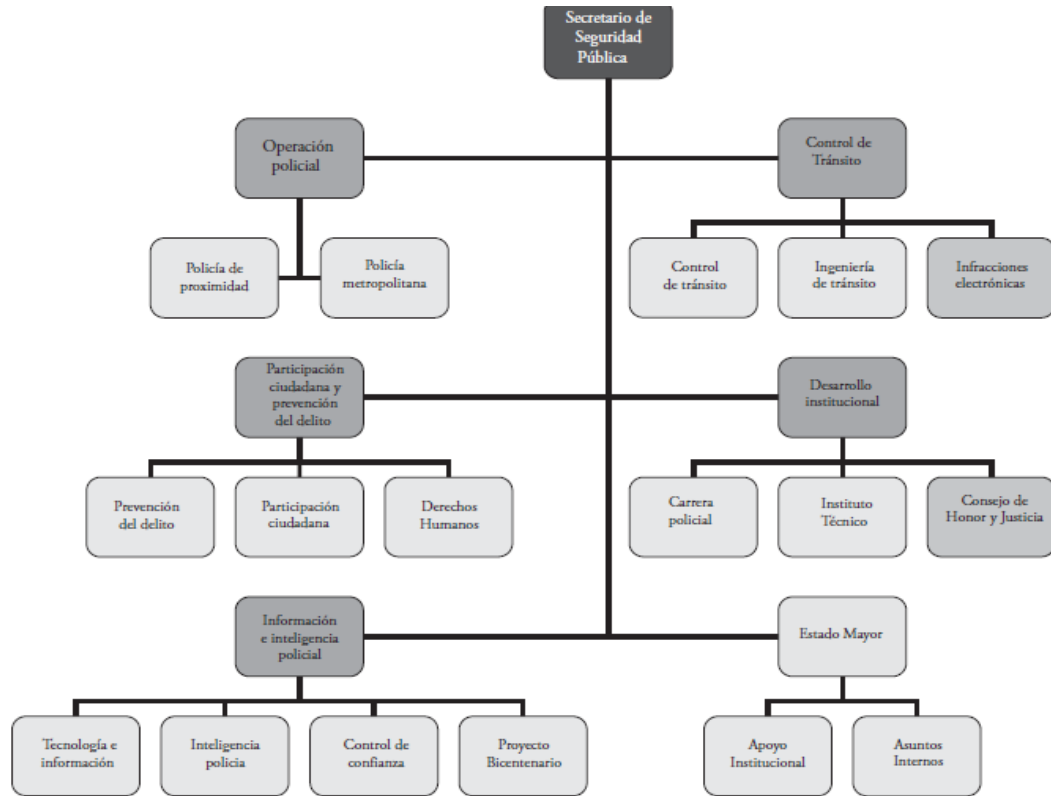 Secretario de
Seguridad
Pública
Operación
policial
Control de
Tránsito
Policía de
proximidad
Policía
metropolitana
Control
de tránsito
Ingeniería
de tránsito
Infracciones
electrónicas
Participación
ciudadana y
prevención
del delito
Desarrollo
institucional
Prevención
del delito
Participación
ciudadana
Derechos
Humanos
Carrera
policial
Instituto
Técnico
Consejo de
Honor y Justicia
Información
e inteligencia
policial
Estado Mayor
Tecnología e
información
Inteligencia
policia
Control de
confianza
Proyecto
Bicentenario
Apoyo
Institucional
Asuntos
Internos